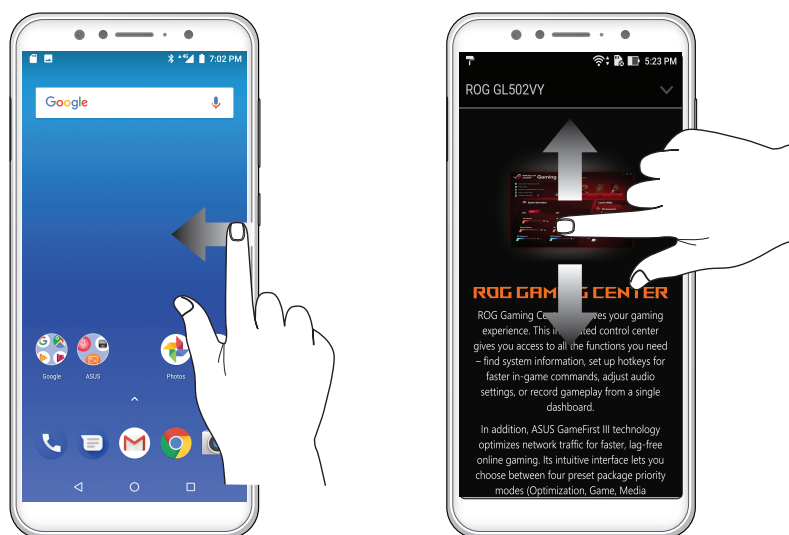 7:02 PM
Google
Google
ASUS
Photos
5:23 PM
ROG GL502VY
Gaming
ROG GAM G CENTER
ROG Gaming Ce ves your gaming
experience. This in ted control center
gives you access to all the functions you need
– find system information, set up hotkeys for
faster in-game commands, adjust audio
settings, or record gameplay from a single
dashboard.
In addition, ASUS GameFirst III technology
optimizes network traffic for faster, lag-free
online gaming. Its intuitive interface lets you
choose between four preset package priority
modes (Optimization, Game, Media